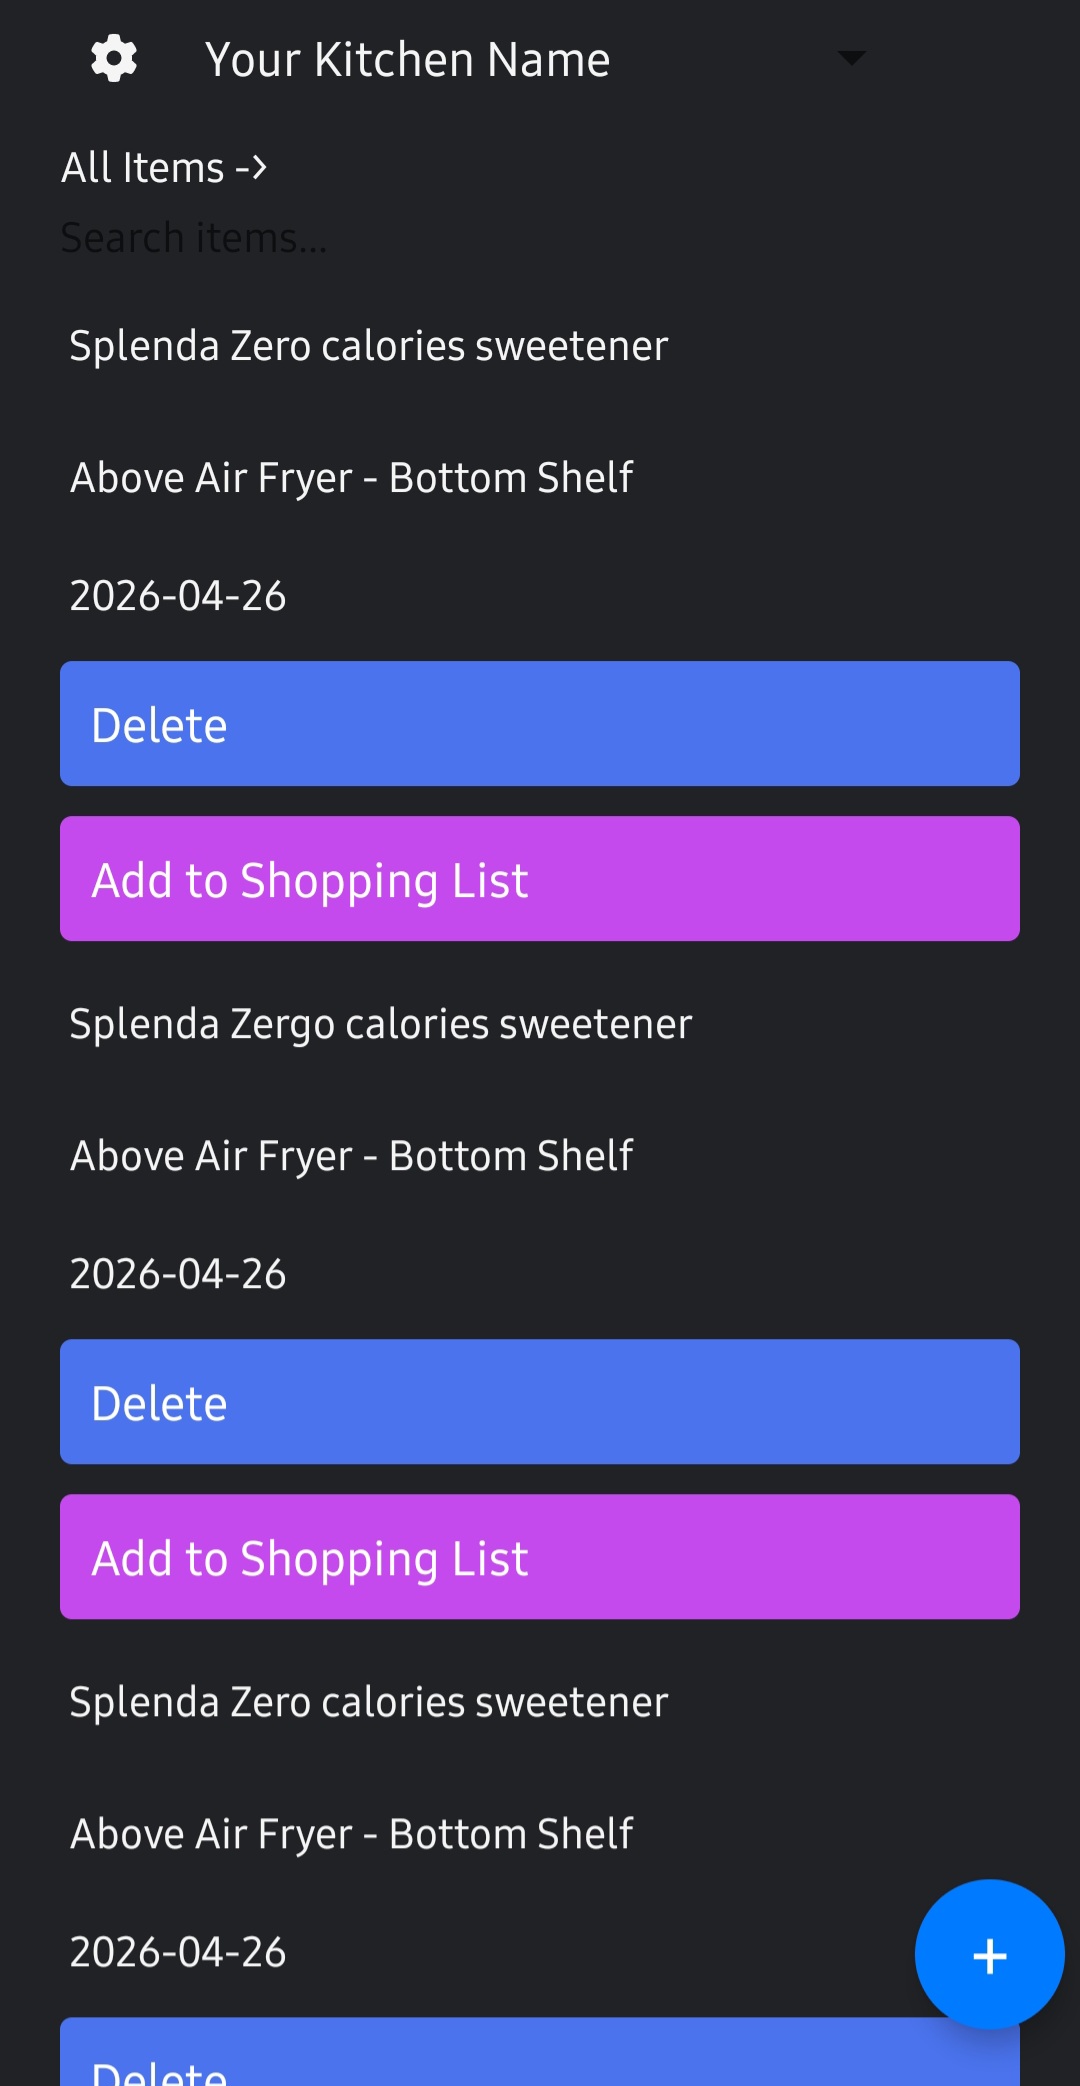 Your Kitchen Name
All Items ->
Search items...
Splenda Zero calories sweetener
Above Air Fryer - Bottom Shelf
2026-04-26
Delete
Add to Shopping List
Splenda Zergo calories sweetener
Above Air Fryer - Bottom Shelf
2026-04-26
Delete
Add to Shopping List
Splenda Zero calories sweetener
Above Air Fryer - Bottom Shelf
2026-04-26
+
Delete